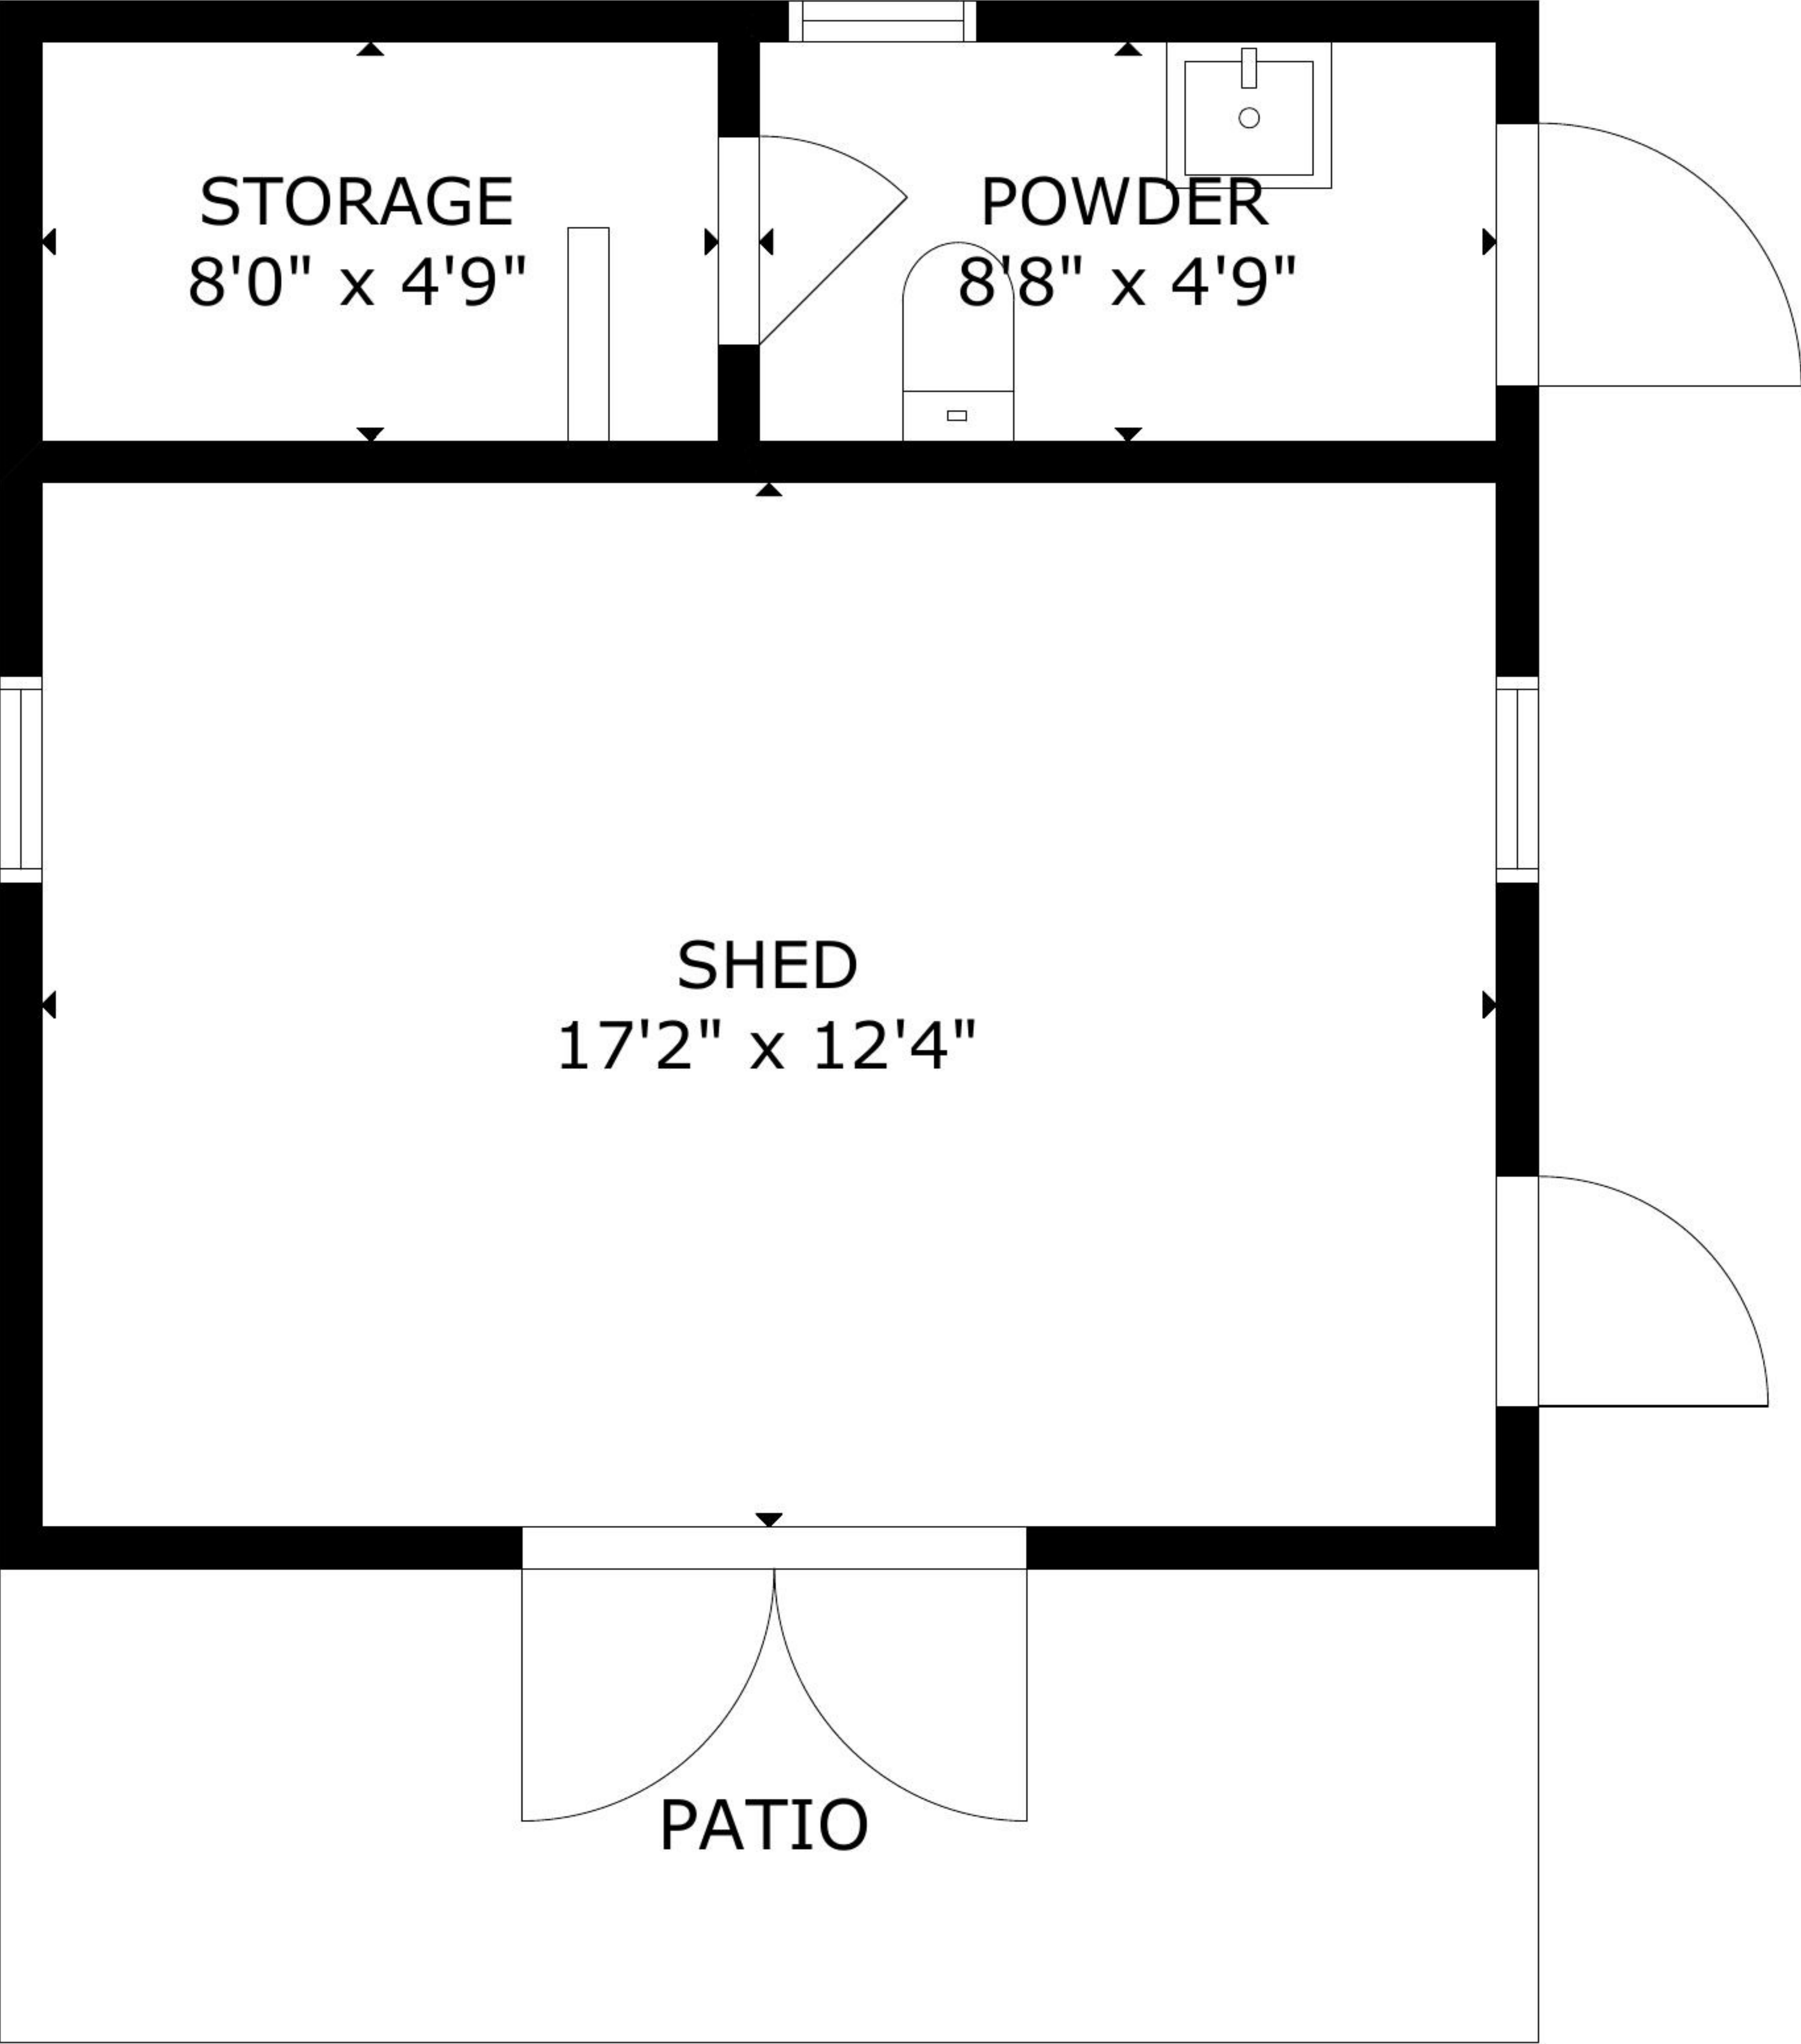 STORAGE
8'0" x 4'9"
POWDER
8'8" x 4'9"
SHED
17'2" x 12'4"
PATIO